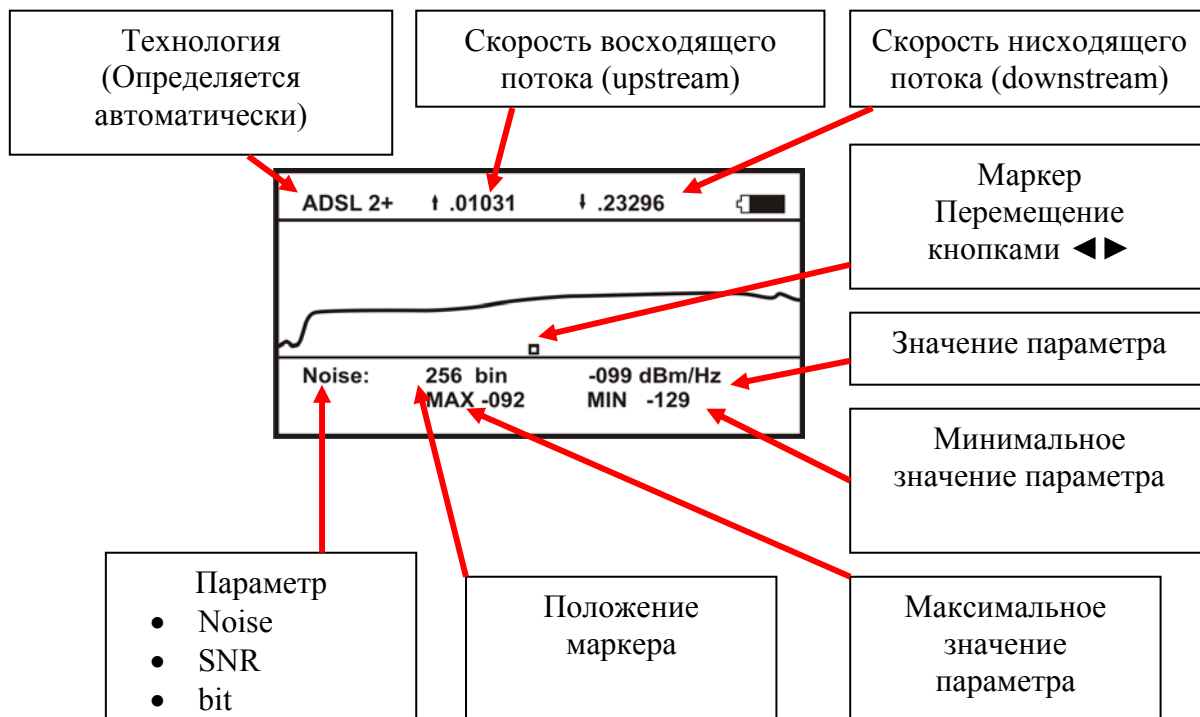 Технология
(Определяется
автоматически)
Скорость восходящего
потока (upstream)
Скорость нисходящего
потока (downstream)
ADSL 2+ .01031 .23296
Маркер
Перемещение
кнопками ◄►
Noise: 256 bin -099 dBm/Hz
MAX -092 MIN -129
Значение параметра
Минимальное
значение параметра
Параметр
• Noise
• SNR
• bit
Положение
маркера
Максимальное
значение
параметра